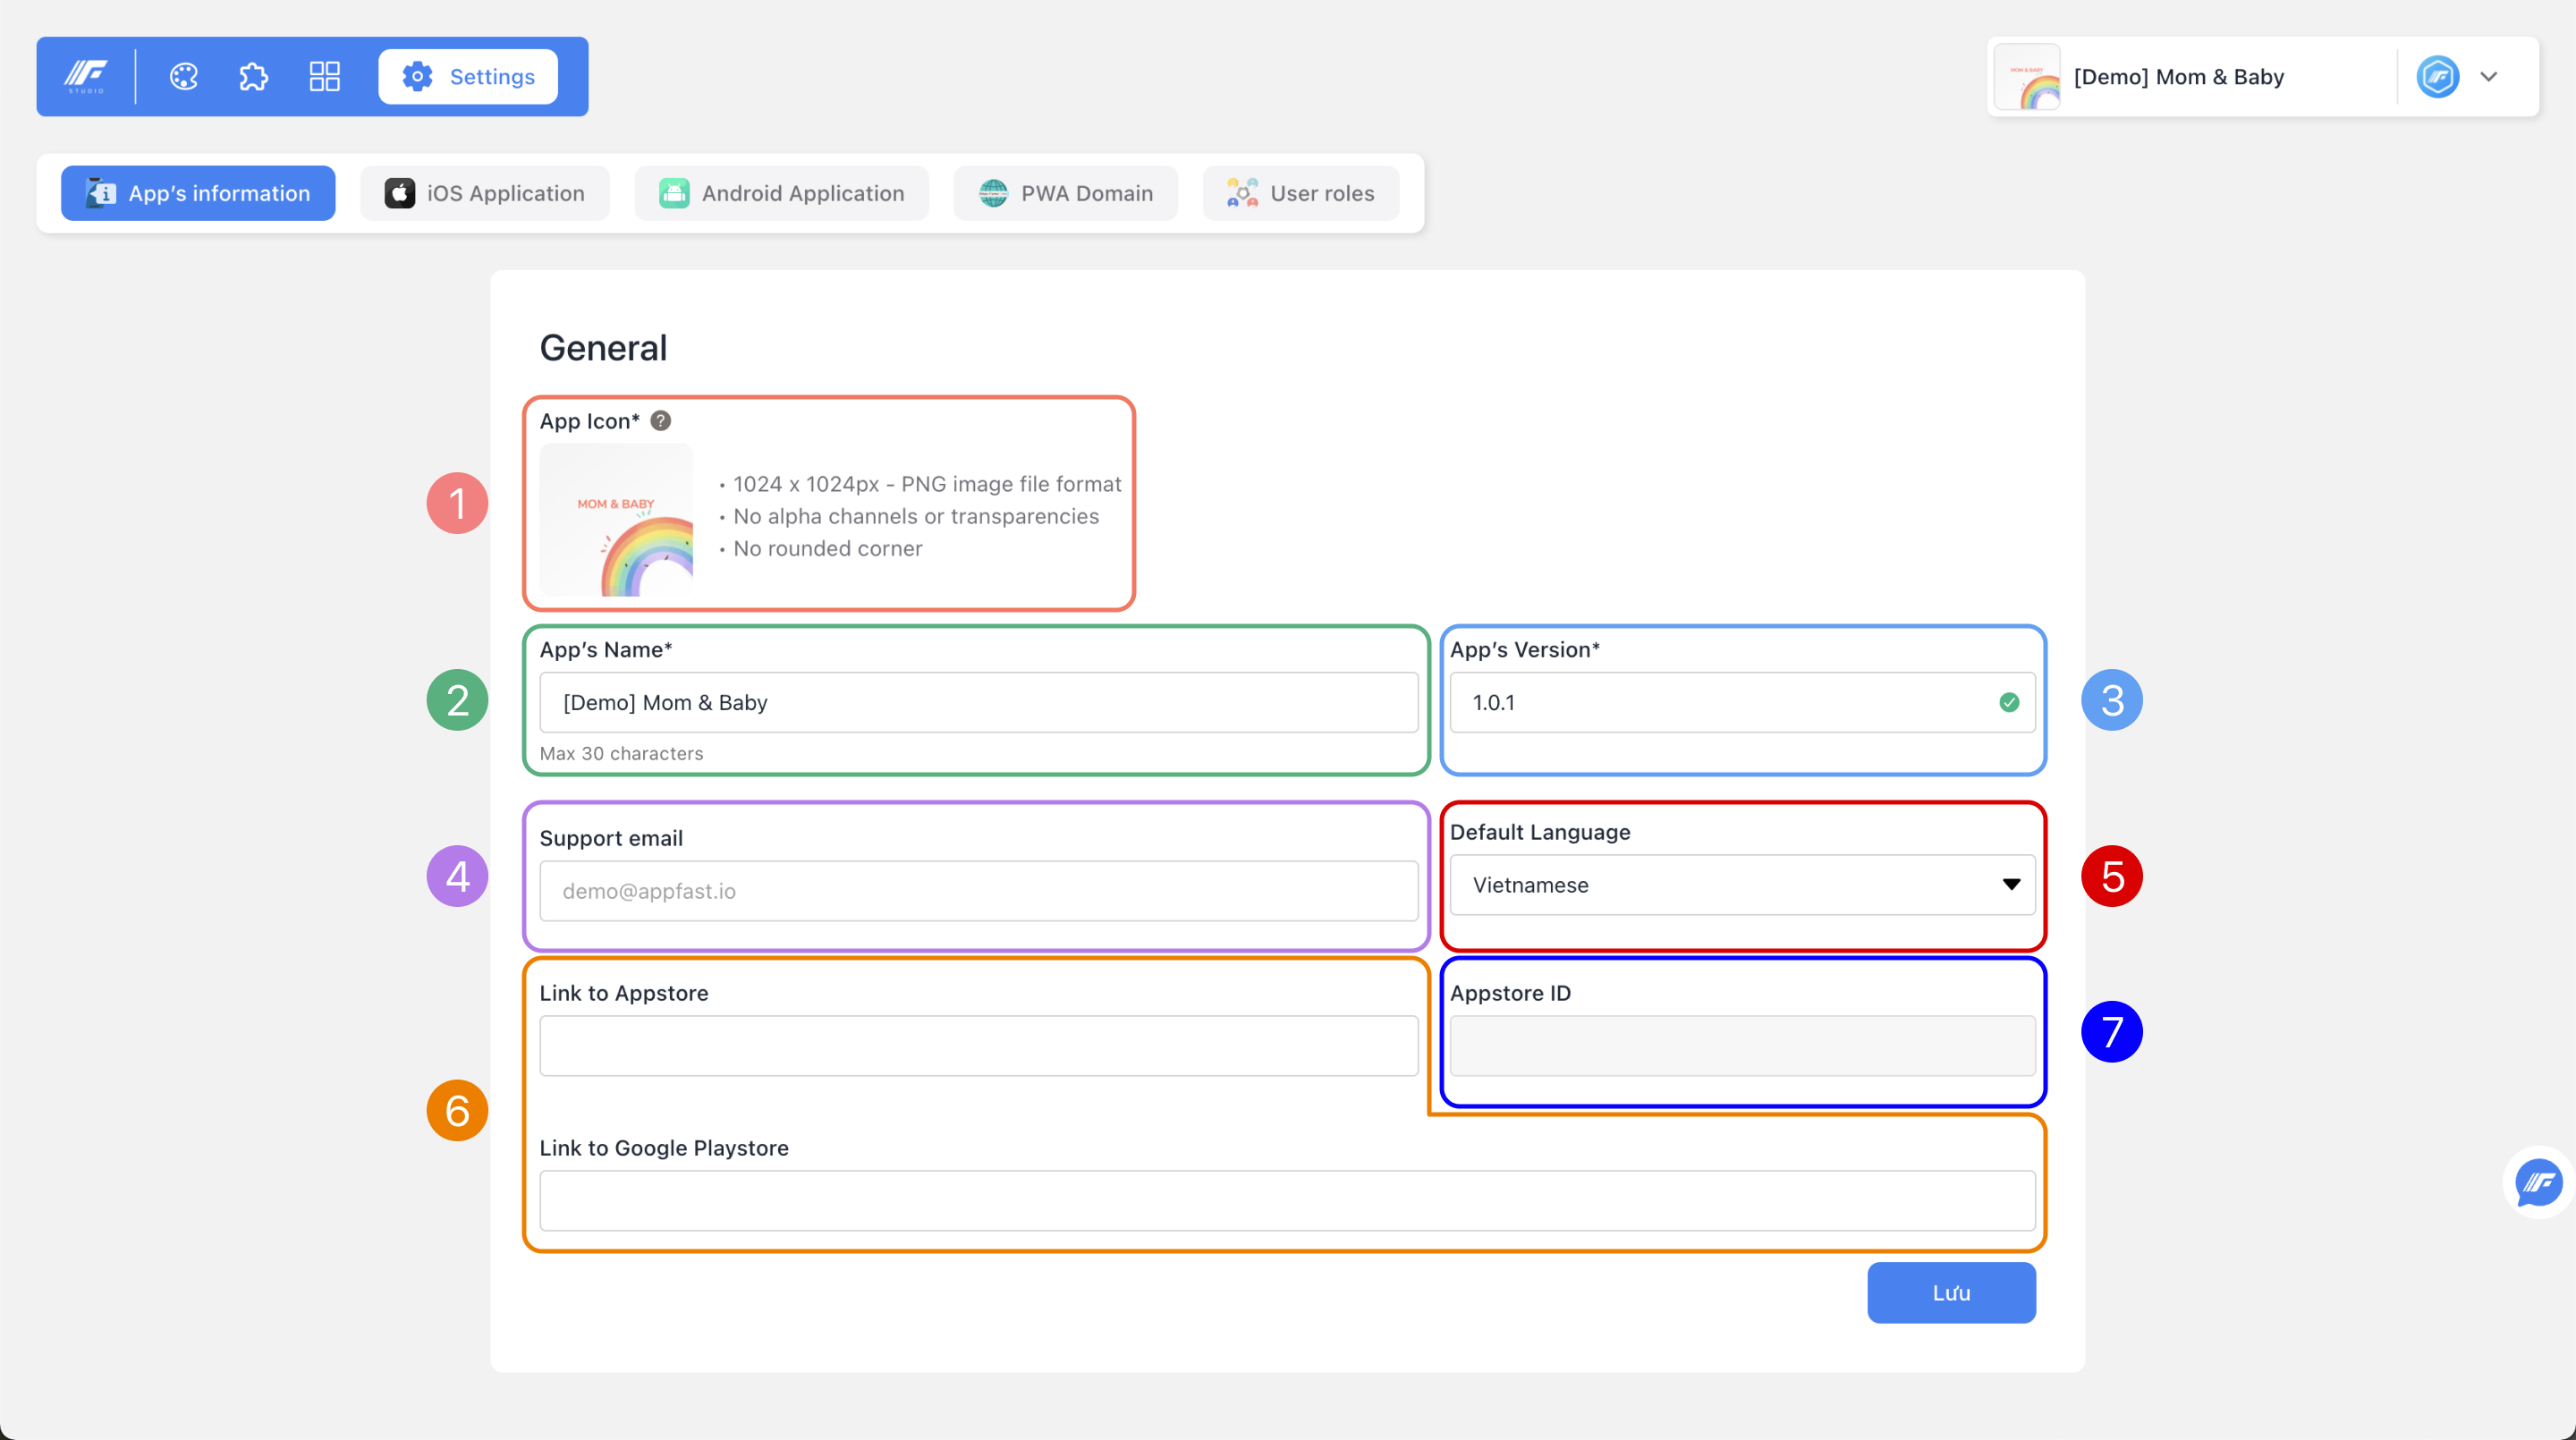 STUDIO
Settings
MOM & BABY
[Demo] Mom & Baby
App's information
iOS Application
Android Application
PWA Domain
User roles
General
App Icon* ?
MOM & BABY
• 1024 x 1024px - PNG image file format
• No alpha channels or transparencies
• No rounded corner
1
App's Name*
[Demo] Mom & Baby
Max 30 characters
2
App's Version*
1.0.1
3
Support email
demo@appfast.io
4
Default Language
Vietnamese
5
Link to Appstore
Appstore ID
7
6
Link to Google Playstore
Lưu